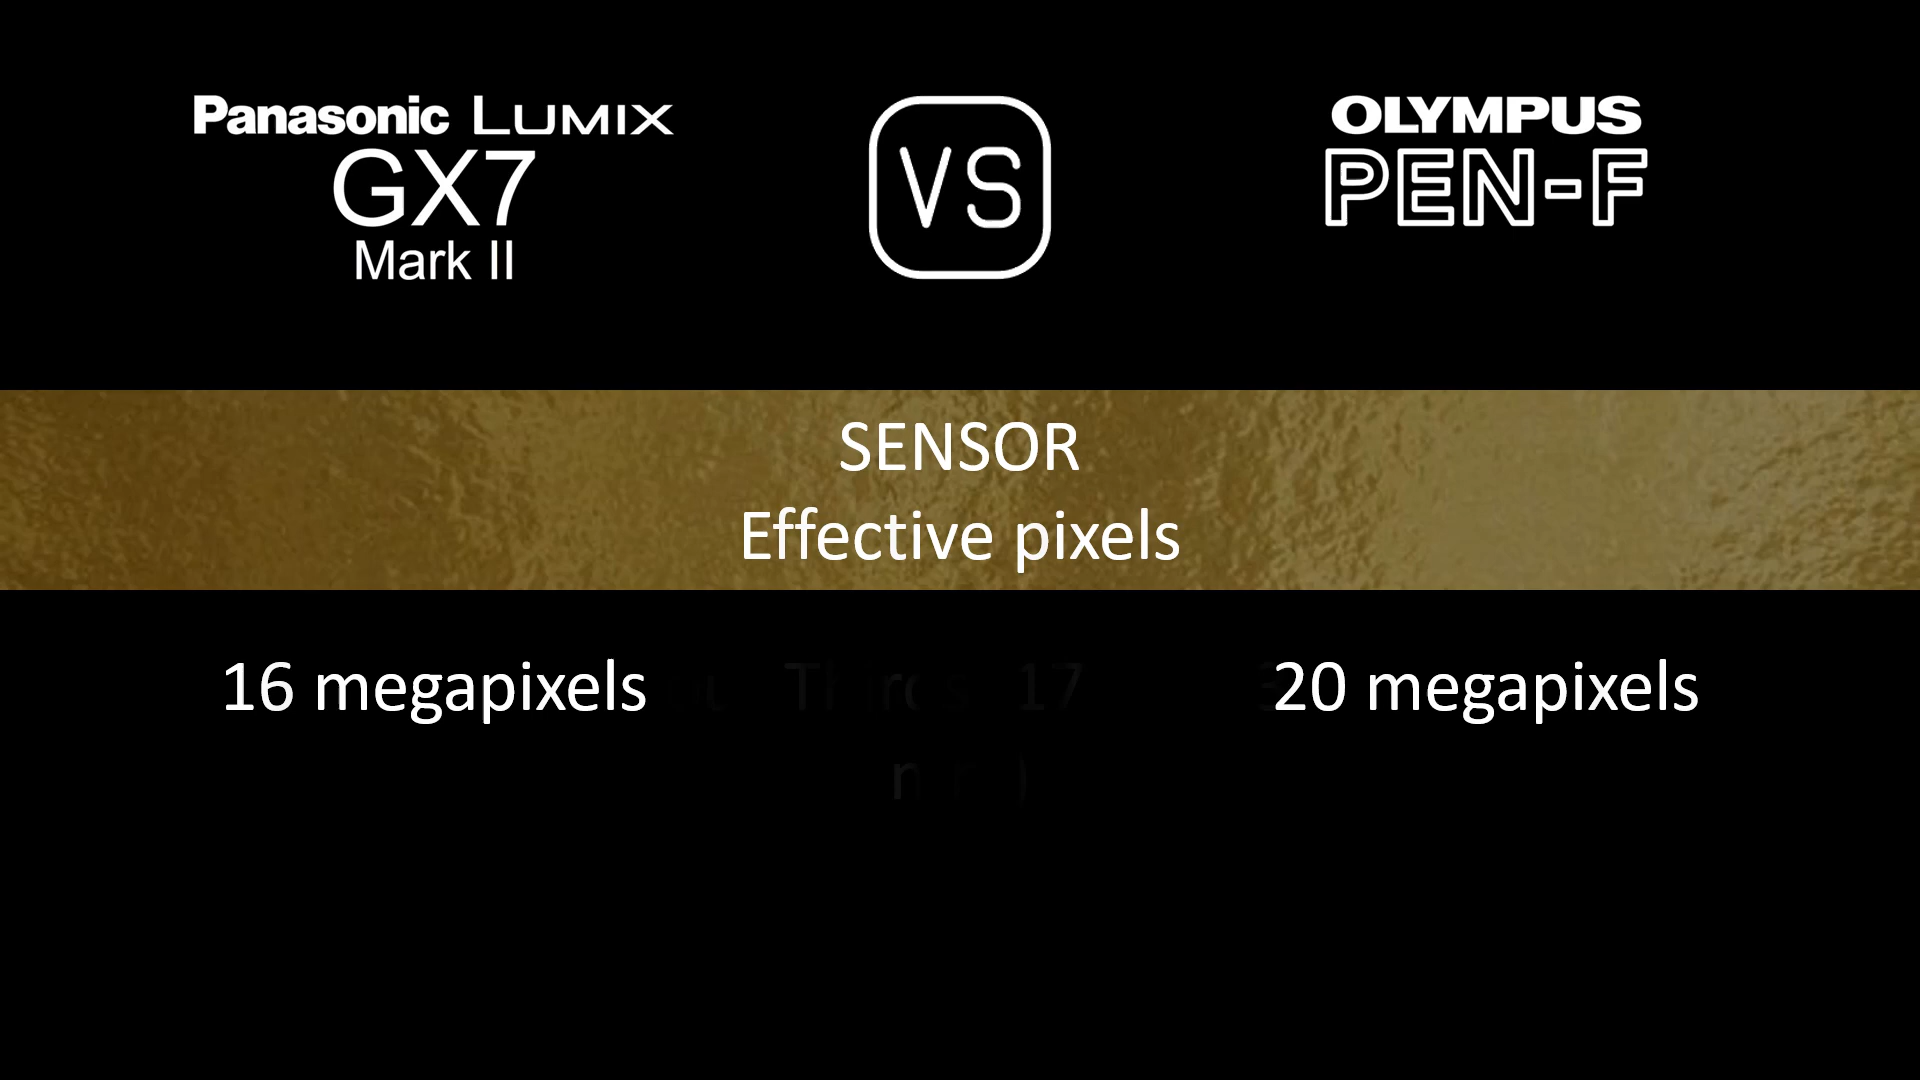 Panasonic LUMIX
GX7
Mark II
VS
OLYMPUS
PEN-F
SENSOR
Effective pixels
16 megapixels
20 megapixels